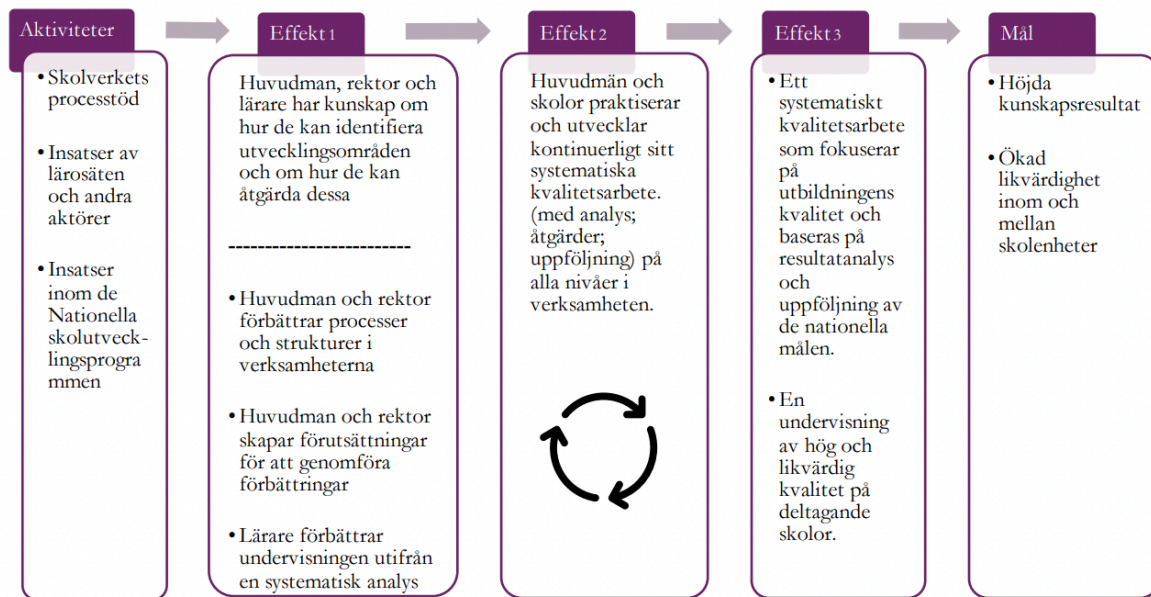 Aktiviteter
• Skolverkets
processtöd
• Insatser av
lärosäten
och andra
aktörer
• Insatser
inom de
Nationella
skolutveck-
lingsprogra
mmen
Effekt 1
Huvudman, rektor och
lärare har kunskap om
hur de kan identifiera
utvecklingsområden
och om hur de kan
åtgärda dessa
-------------------------
• Huvudman och rektor
förbättrar processer
och strukturer i
verksamheterna
• Huvudman och rektor
skapar förutsättningar
för att genomföra
förbättringar
• Lärare förbättrar
undervisningen utifrån
en systematisk analys
Effekt 2
Huvudmän och
skolor praktiserar
och utvecklar
kontinuerligt sitt
systematiska
kvalitetsarbete.
(med analys;
åtgärder;
uppföljning) på
alla nivåer i
verksamheten.
Effekt 3
• Ett
systematiskt
kvalitetsarbete
som fokuserar
på
utbildningens
kvalitet och
baseras på
resultatanalys
och
uppföljning av
de nationella
målen.
• En
undervisning
av hög och
likvärdig
kvalitet på
deltagande
skolor.
Mål
• Höjda
kunskapsresultat
• Ökad
likvärdighet
inom och
mellan
skolenheter